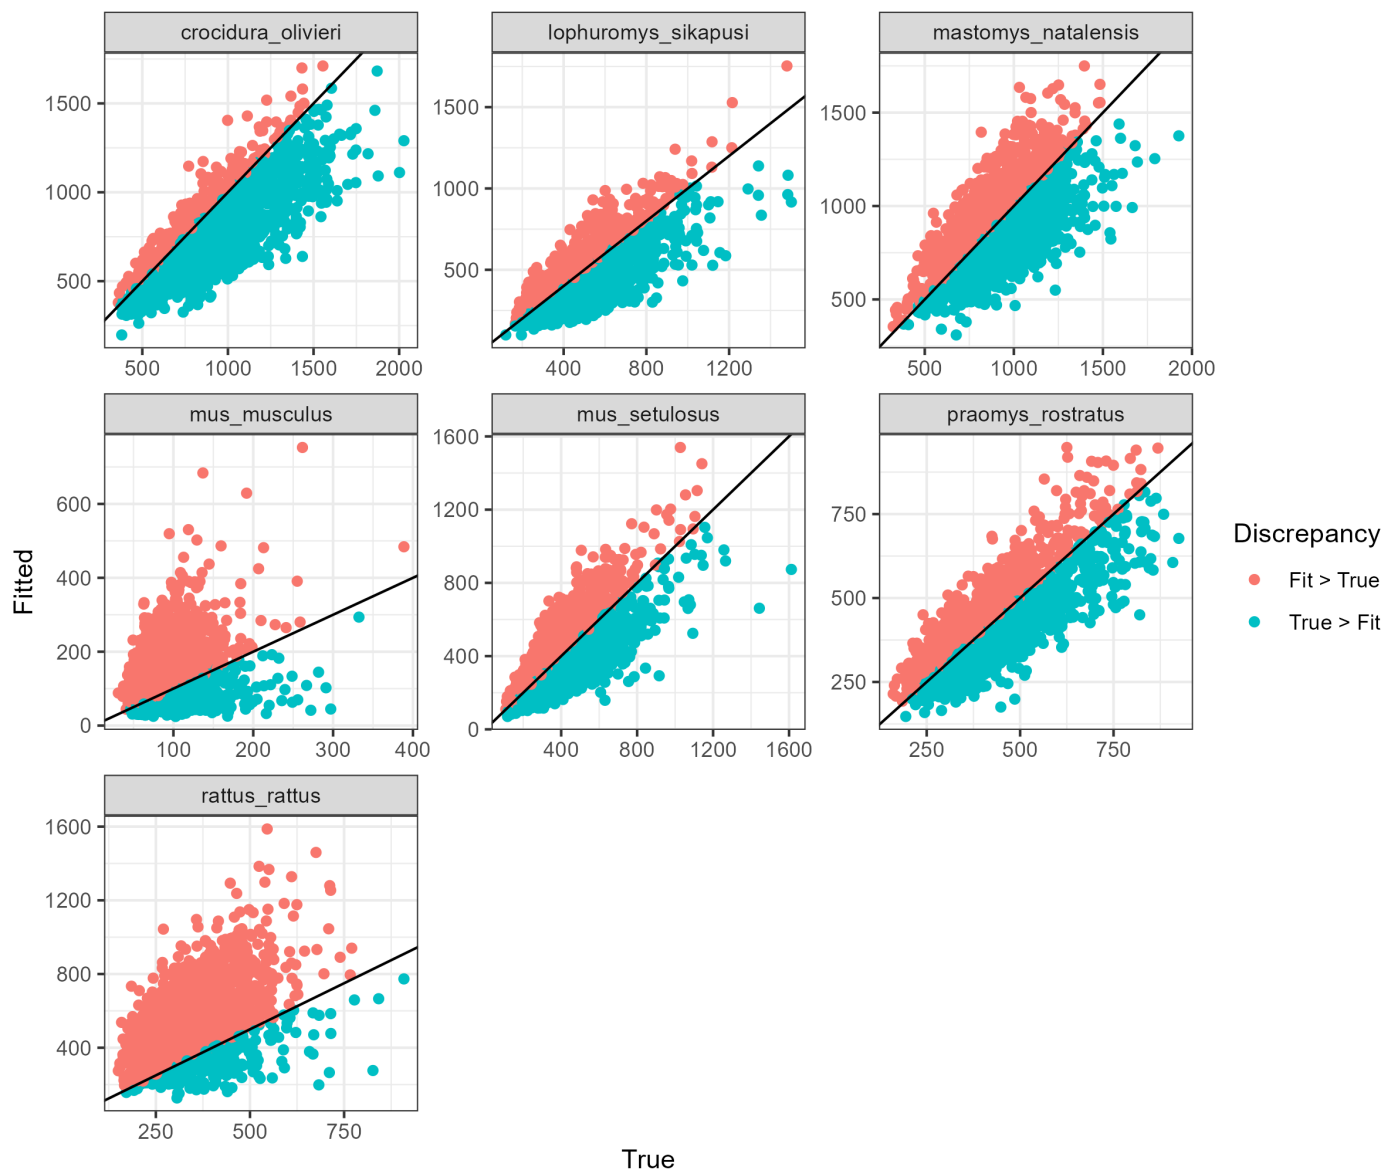 crocidura_olivieri
lophuromys_sikapusi
mastomys_natalensis
1500
1000
500
500 1000 1500 2000
1500
1000
500
400 800 1200
1500
1000
500
500 1000 1500 2000
mus_musculus
mus_setulosus
praomys_rostratus
600
400
200
0
100 200 300 400
1600
1200
800
400
0
400 800 1200 1600
750
500
250
250 500 750
rattus_rattus
1600
1200
800
400
250 500 750
Fitted
True
Discrepancy
Fit > True
True > Fit